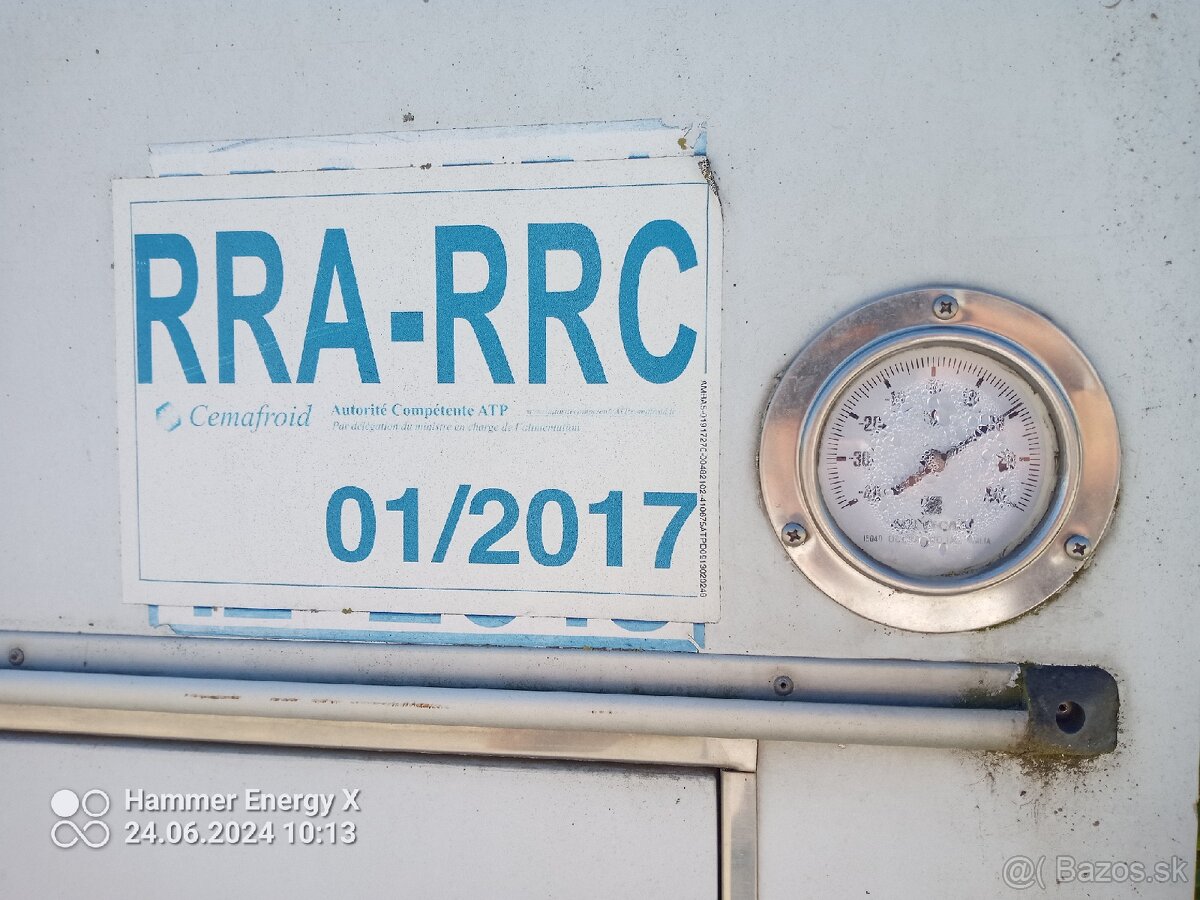 RRA-RRC
Cemafroid
Autorité Compétente ATP
Par délégation du ministre en charge de l'alimentation
01/2017
-40 -30 -20 -10
Hammer Energy X
24.06.2024 10:13
@( Bazos.sk